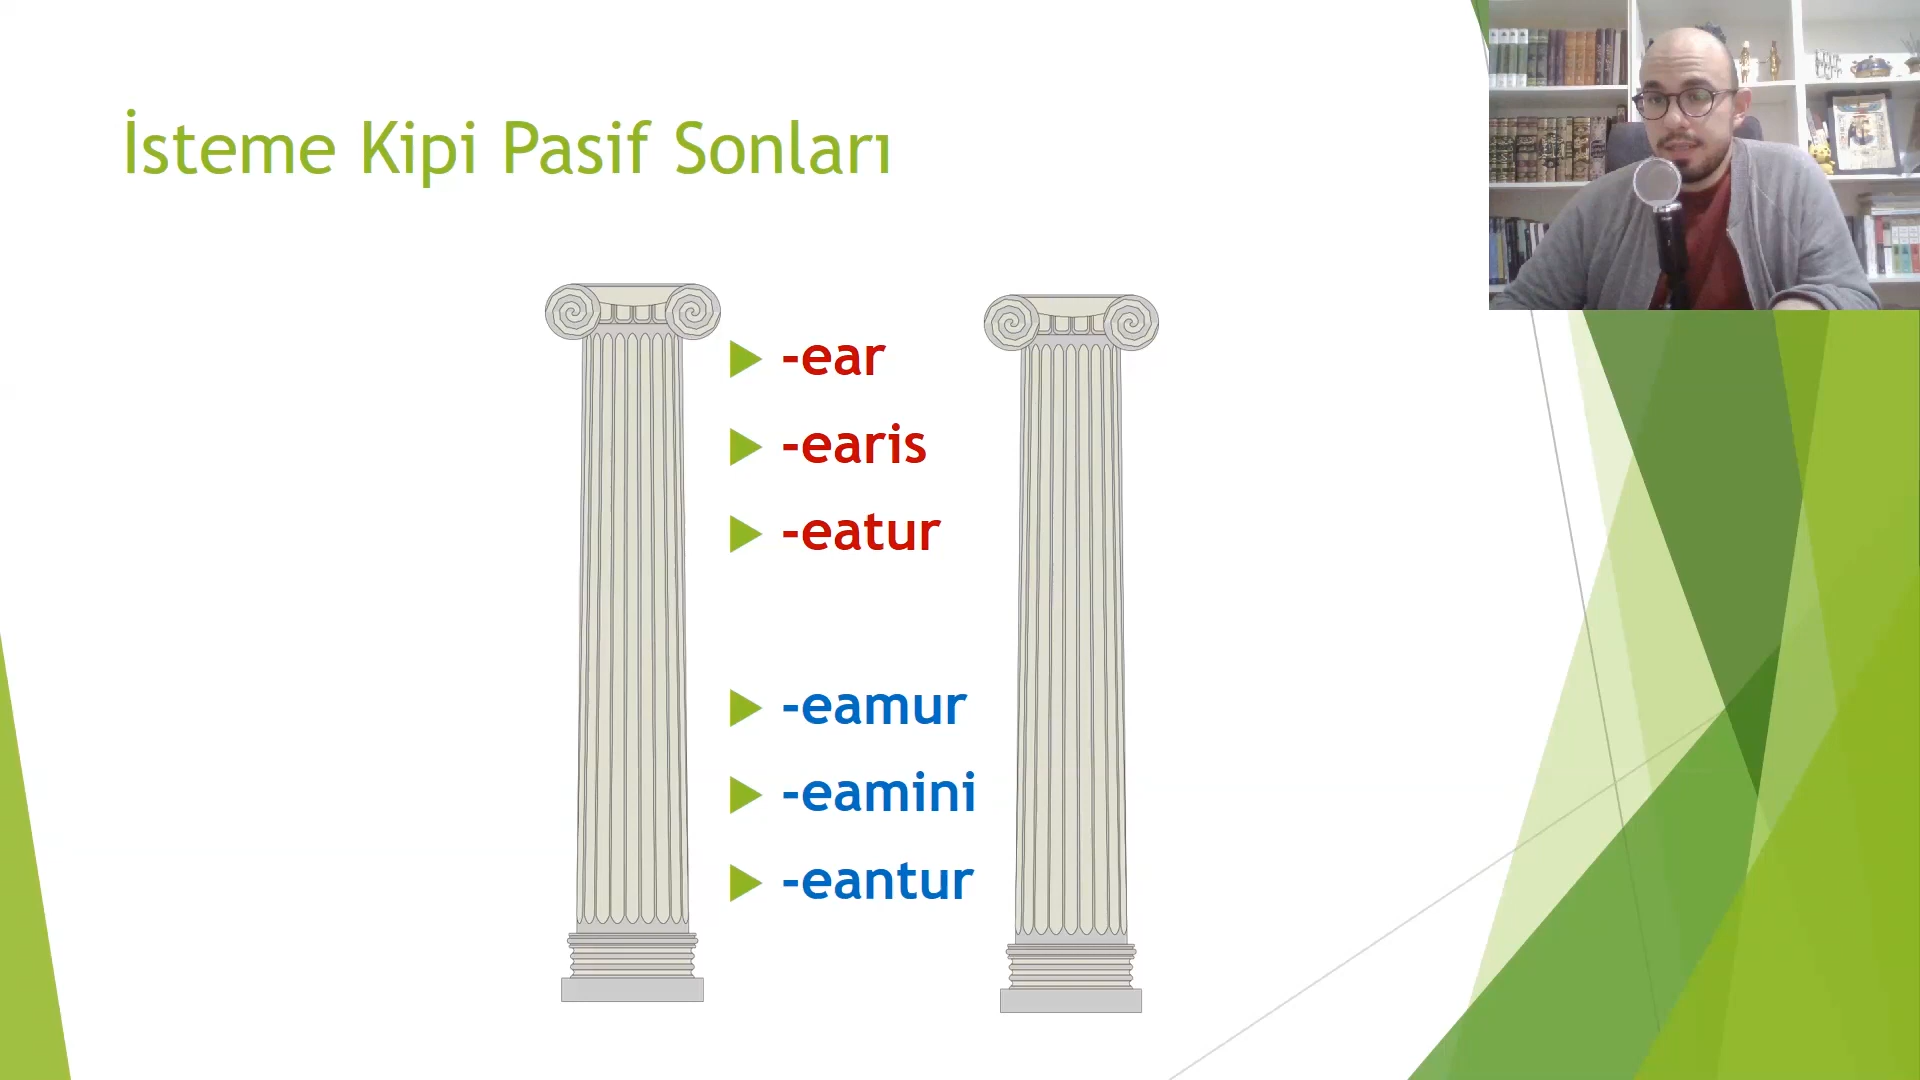 İsteme Kipi Pasif Sonları
-ear
-earis
-eatur
-eamur
-eamini
-eantur